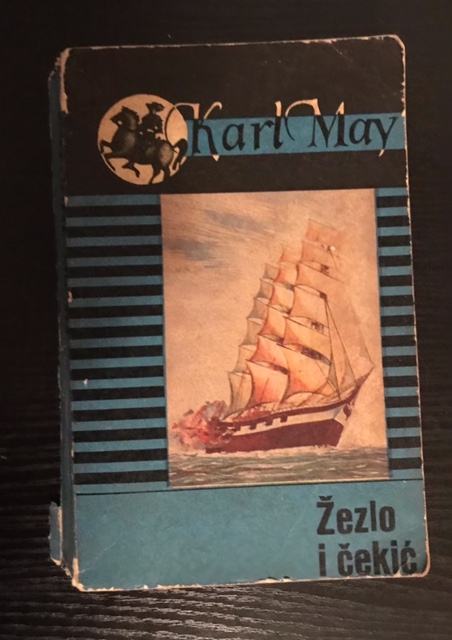 Karl May
Žezlo
i čekić